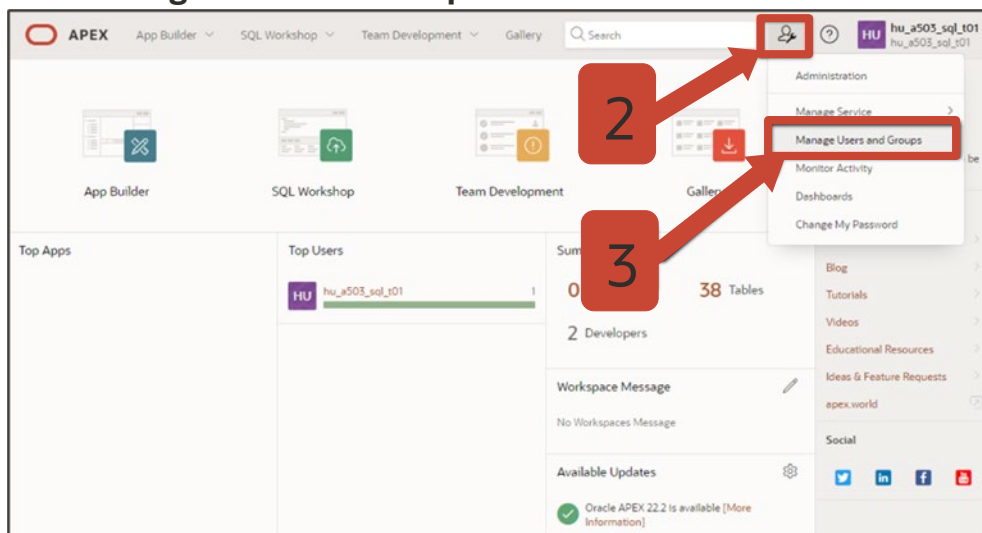 APEX App Builder SQL Workshop Team Development Gallery Search hu_a503_sql_t01
HU hu_a503_sql_t01
2
Administration
Manage Service
Manage Users and Groups
Monitor Activity
Dashboards
Change My Password
be
App Builder SQL Workshop Team Development
3
Top Apps
Top Users
HU hu_a503_sql_t01 1
0
38 Tables
2 Developers
Workspace Message
No Workspaces Message
Available Updates
Oracle APEX 22.2 is available [More
Information]
Blog
Tutorials
Videos
Educational Resources
Ideas & Feature Requests
apex.world
Social